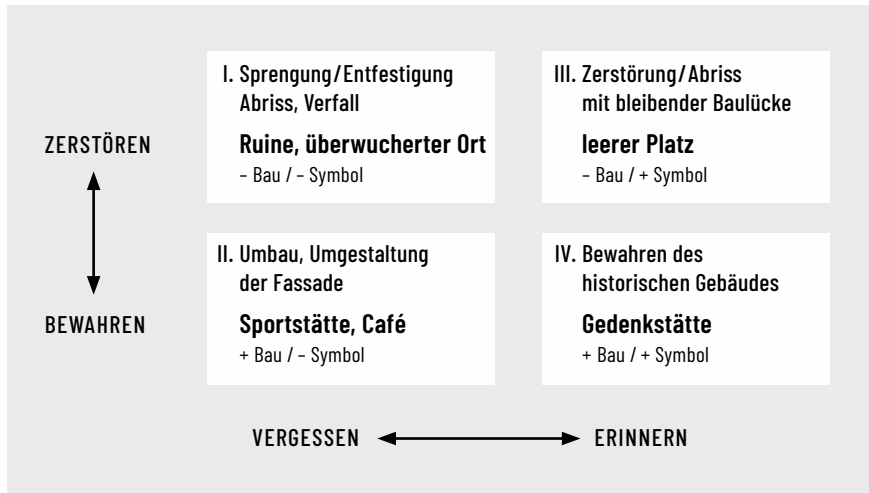 I. Sprengung/Entfestigung
Abriss, Verfall
Ruine, überwucherter Ort
– Bau / – Symbol
III. Zerstörung/Abriss
mit bleibender Baulücke
leerer Platz
– Bau / + Symbol
ZERSTÖREN
BEWAHREN
II. Umbau, Umgestaltung
der Fassade
Sportstätte, Café
+ Bau / – Symbol
IV. Bewahren des
historischen Gebäudes
Gedenkstätte
+ Bau / + Symbol
VERGESSEN
ERINNERN